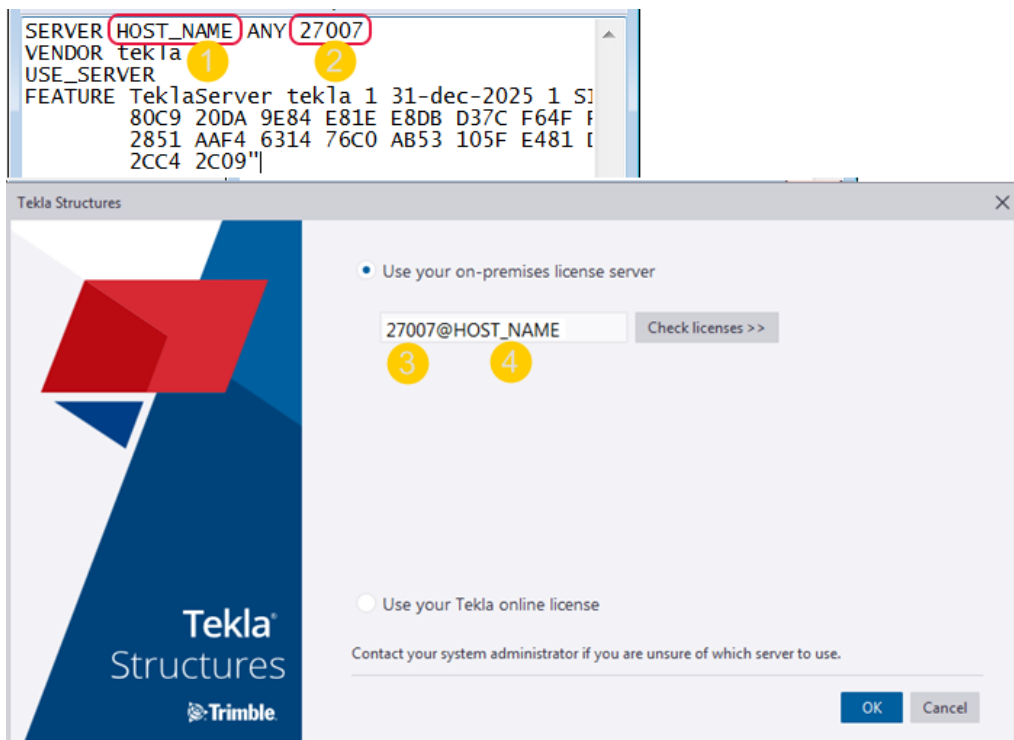 SERVER HOST_NAME ANY 27007
VENDOR tekla
1
2
USE_SERVER
FEATURE TeklaServer tekla 1 31-dec-2025 1
80C9 20DA 9E84 E81E E8DB D37C F64F
2851 AAF4 6314 76C0 AB53 105F E481
2CC4 2C09"
Tekla Structures
Use your on-premises license server
27007@HOST_NAME
Check licenses >>
3
4
Use your Tekla online license
Contact your system administrator if you are unsure of which server to use.
Tekla®
Structures
Trimble.
OK
Cancel